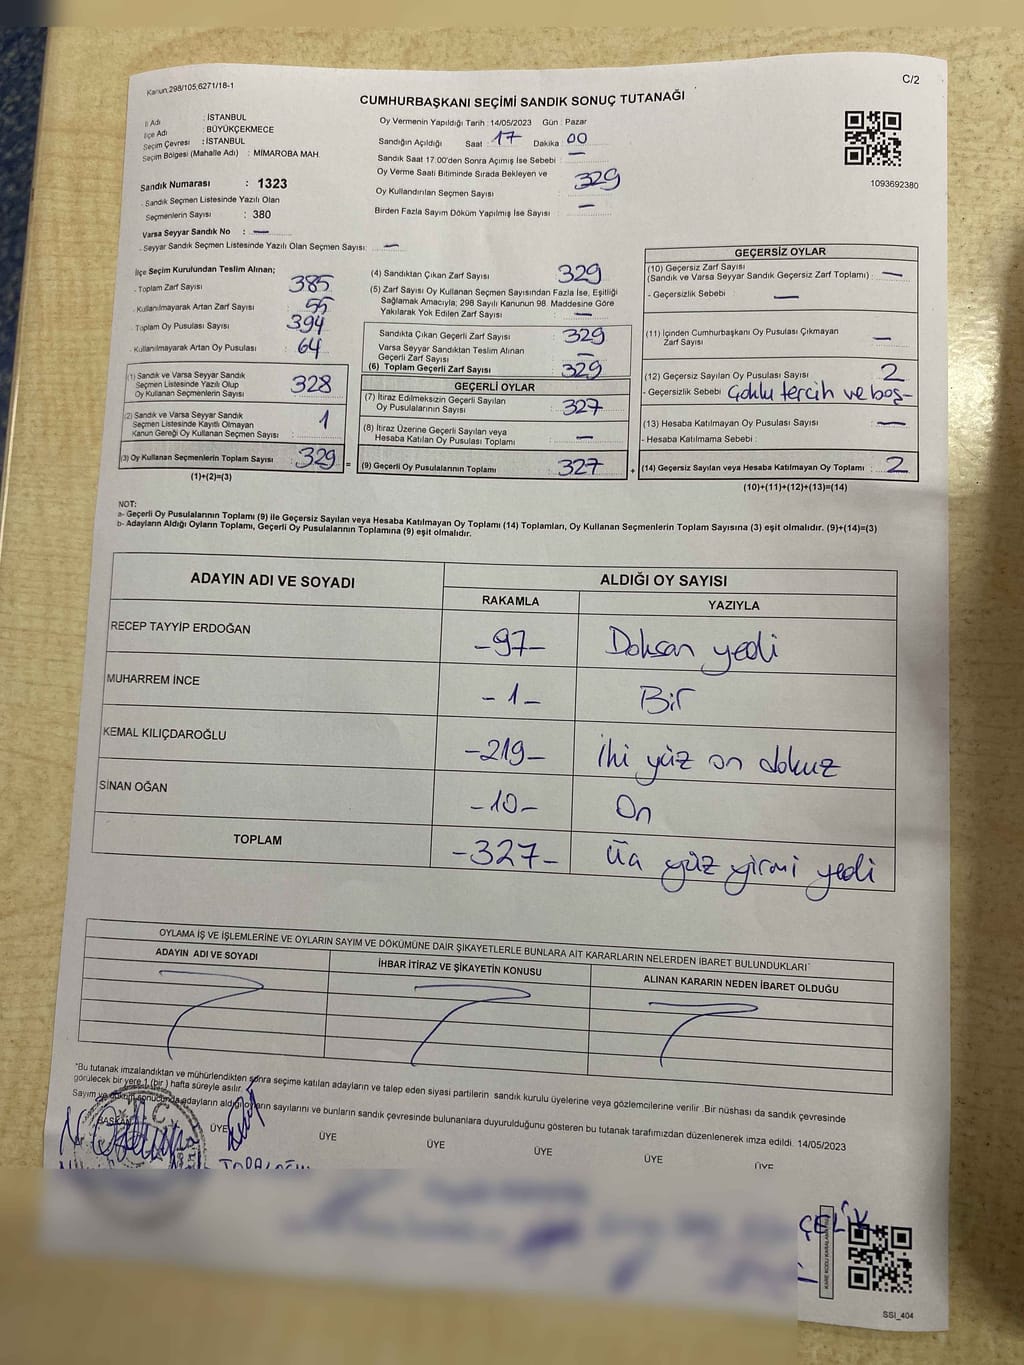 Kanun,298/105,6271/18-1
C/2
CUMHURBAŞKANI SEÇİMİ SANDIK SONUÇ TUTANAĞI
İl Adı : İSTANBUL
İlçe Adı : BÜYÜKÇEKMECE
Seçim Çevresi : İSTANBUL
Seçim Bölgesi (Mahalle Adı) : MİMAROBA MAH.
Sandık Numarası : 1323
- Sandık Seçmen Listesinde Yazılı Olan
Seçmenlerin Sayısı : 380
Varsa Seyyar Sandık No : —
- Seyyar Sandık Seçmen Listesinde Yazılı Olan Seçmen Sayısı: —
Oy Vermenin Yapıldığı Tarih : 14/05/2023 Gün : Pazar
Sandığın Açıldığı Saat : 17 Dakika : 00
Sandık Saat 17:00'den Sonra Açımış İse Sebebi : —
Oy Verme Saati Bitiminde Sırada Bekleyen ve
Oy Kullandırılan Seçmen Sayısı : 329
Birden Fazla Sayım Döküm Yapılmış İse Sayısı : —
1093692380
İlçe Seçim Kurulundan Teslim Alınan;
- Toplam Zarf Sayısı : 385
- Kullanılmayarak Artan Zarf Sayısı : 55
- Toplam Oy Pusulası Sayısı : 394
- Kullanılmayarak Artan Oy Pusulası : 64
(1) Sandık ve Varsa Seyyar Sandık
Seçmen Listesinde Yazılı Olup
Oy Kullanan Seçmenlerin Sayısı : 328
(2) Sandık ve Varsa Seyyar Sandık
Seçmen Listesinde Kayıtlı Olmayan
Kanun Gereği Oy Kullanan Seçmen Sayısı : 1
(3) Oy Kullanan Seçmenlerin Toplam Sayısı : 329 =
(1)+(2)=(3)
(4) Sandıktan Çıkan Zarf Sayısı : 329
(5) Zarf Sayısı Oy Kullanan Seçmen Sayısından Fazla İse, Eşitliği
Sağlamak Amacıyla; 298 Sayılı Kanunun 98. Maddesine Göre
Yakılarak Yok Edilen Zarf Sayısı : —
Sandıkta Çıkan Geçerli Zarf Sayısı : 329
Varsa Seyyar Sandıktan Teslim Alınan
Geçerli Zarf Sayısı : —
(6) Toplam Geçerli Zarf Sayısı : 329
GEÇERLİ OYLAR
(7) İtiraz Edilmeksizin Geçerli Sayılan
Oy Pusulalarının Sayısı : 327
(8) İtiraz Üzerine Geçerli Sayılan veya
Hesaba Katılan Oy Pusulası Toplamı : —
(9) Geçerli Oy Pusulalarının Toplamı : 327 +
GEÇERSİZ OYLAR
(10) Geçersiz Zarf Sayısı
(Sandık ve Varsa Seyyar Sandık Geçersiz Zarf Toplamı) : —
- Geçersizlik Sebebi : —
(11) İçinden Cumhurbaşkanı Oy Pusulası Çıkmayan
Zarf Sayısı : —
(12) Geçersiz Sayılan Oy Pusulası Sayısı : 2
- Geçersizlik Sebebi : Çoklu tercih ve boş-
(13) Hesaba Katılmayan Oy Pusulası Sayısı : —
- Hesaba Katılmama Sebebi :
(14) Geçersiz Sayılan veya Hesaba Katılmayan Oy Toplamı : 2
(10)+(11)+(12)+(13)=(14)
NOT:
a- Geçerli Oy Pusulalarının Toplamı (9) ile Geçersiz Sayılan veya Hesaba Katılmayan Oy Toplamı (14) Toplamları, Oy Kullanan Seçmenlerin Toplam Sayısına (3) eşit olmalıdır. (9)+(14)=(3)
b- Adayların Aldığı Oyların Toplamı, Geçerli Oy Pusulalarının Toplamına (9) eşit olmalıdır.
ADAYIN ADI VE SOYADI
ALDIĞI OY SAYISI
RAKAMLA YAZIYLA
RECEP TAYYİP ERDOĞAN -97- Doksan yedi
MUHARREM İNCE -1- Bir
KEMAL KILIÇDAROĞLU -219- İki yüz on dokuz
SİNAN OĞAN -10- On
TOPLAM -327- Üç yüz yirmi yedi
OYLAMA İŞ VE İŞLEMLERİNE VE OYLARIN SAYIM VE DÖKÜMÜNE DAİR ŞİKAYETLERLE BUNLARA AİT KARARLARIN NELERDEN İBARET BULUNDUKLARI*
ADAYIN ADI VE SOYADI İHBAR İTİRAZ VE ŞİKAYETİN KONUSU ALINAN KARARIN NEDEN İBARET OLDUĞU
*Bu tutanak imzalandıktan ve mühürlendikten sonra seçime katılan adayların ve talep eden siyasi partilerin sandık kurulu üyelerine veya gözlemcilerine verilir .Bir nüshası da sandık çevresinde
görülecek bir yere 1 (bir ) hafta süreyle asılır.
Sayım ve döküm sonucunda adayların aldığı oyların sayılarını ve bunların sandık çevresinde bulunanlara duyurulduğunu gösteren bu tutanak tarafımızdan düzenlenerek imza edildi. 14/05/2023
BAŞKAN ÜYE ÜYE ÜYE ÜYE ÜYE ÜYE
ÇELİK
SSI_404